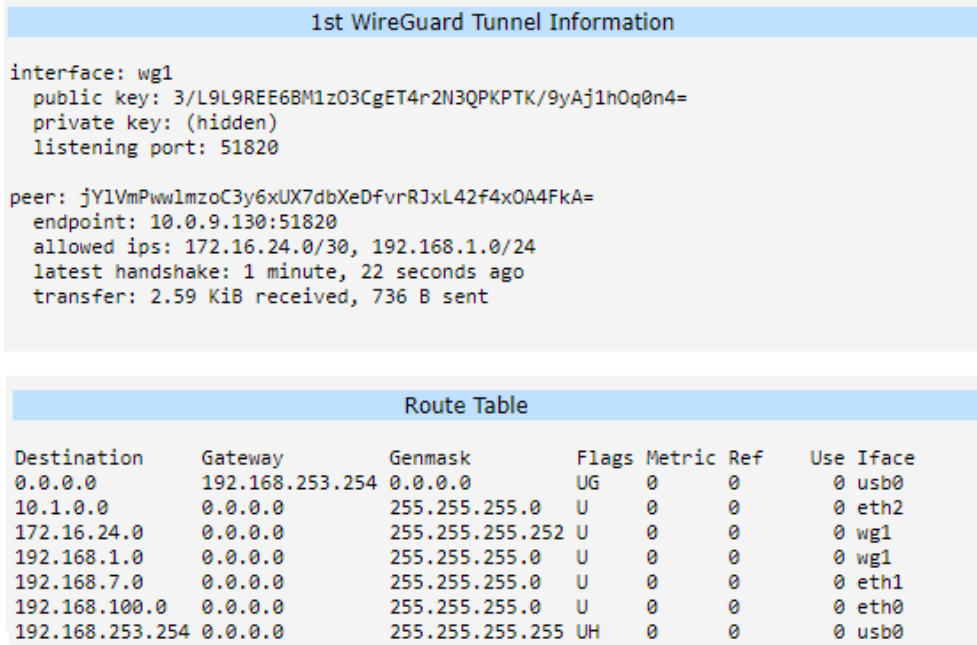 1st WireGuard Tunnel Information
interface: wg1
public key: 3/L9L9REE6BM1zO3CgET4r2N3QPKPTK/9yAj1hOq0n4=
private key: (hidden)
listening port: 51820
peer: jYlVmPwwlmzoC3y6xUX7dbXeDfvrRJxL42f4xOA4FkA=
endpoint: 10.0.9.130:51820
allowed ips: 172.16.24.0/30, 192.168.1.0/24
latest handshake: 1 minute, 22 seconds ago
transfer: 2.59 KiB received, 736 B sent
Route Table
Destination Gateway Genmask Flags Metric Ref Use Iface
0.0.0.0 192.168.253.254 0.0.0.0 UG 0 0 0 usb0
10.1.0.0 0.0.0.0 255.255.255.0 U 0 0 0 eth2
172.16.24.0 0.0.0.0 255.255.255.252 U 0 0 0 wg1
192.168.1.0 0.0.0.0 255.255.255.0 U 0 0 0 wg1
192.168.7.0 0.0.0.0 255.255.255.0 U 0 0 0 eth1
192.168.100.0 0.0.0.0 255.255.255.0 U 0 0 0 eth0
192.168.253.254 0.0.0.0 255.255.255.255 UH 0 0 0 usb0